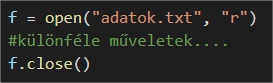 f = open("adatok.txt", "r")
#különféle műveletek....
f.close()